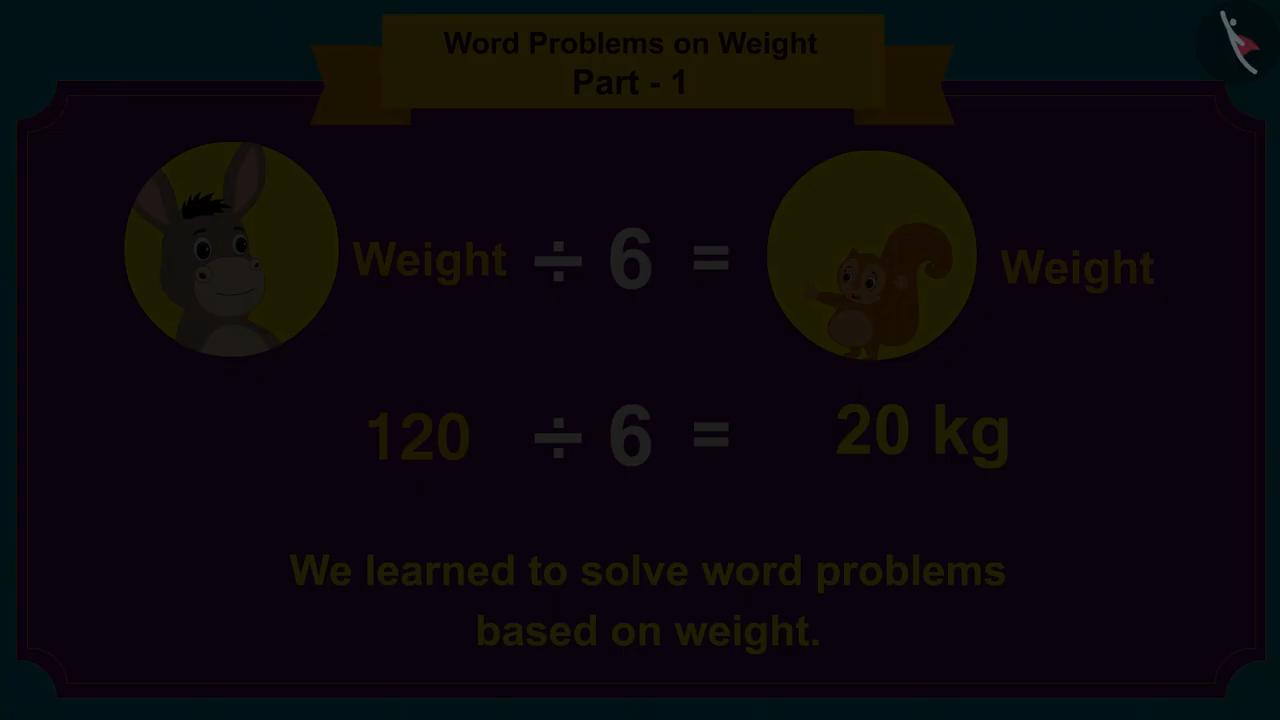 Word Problems on Weight
Part - 1
Weight ÷ 6 = Weight
120 ÷ 6 = 20 kg
We learned to solve word problems
based on weight.